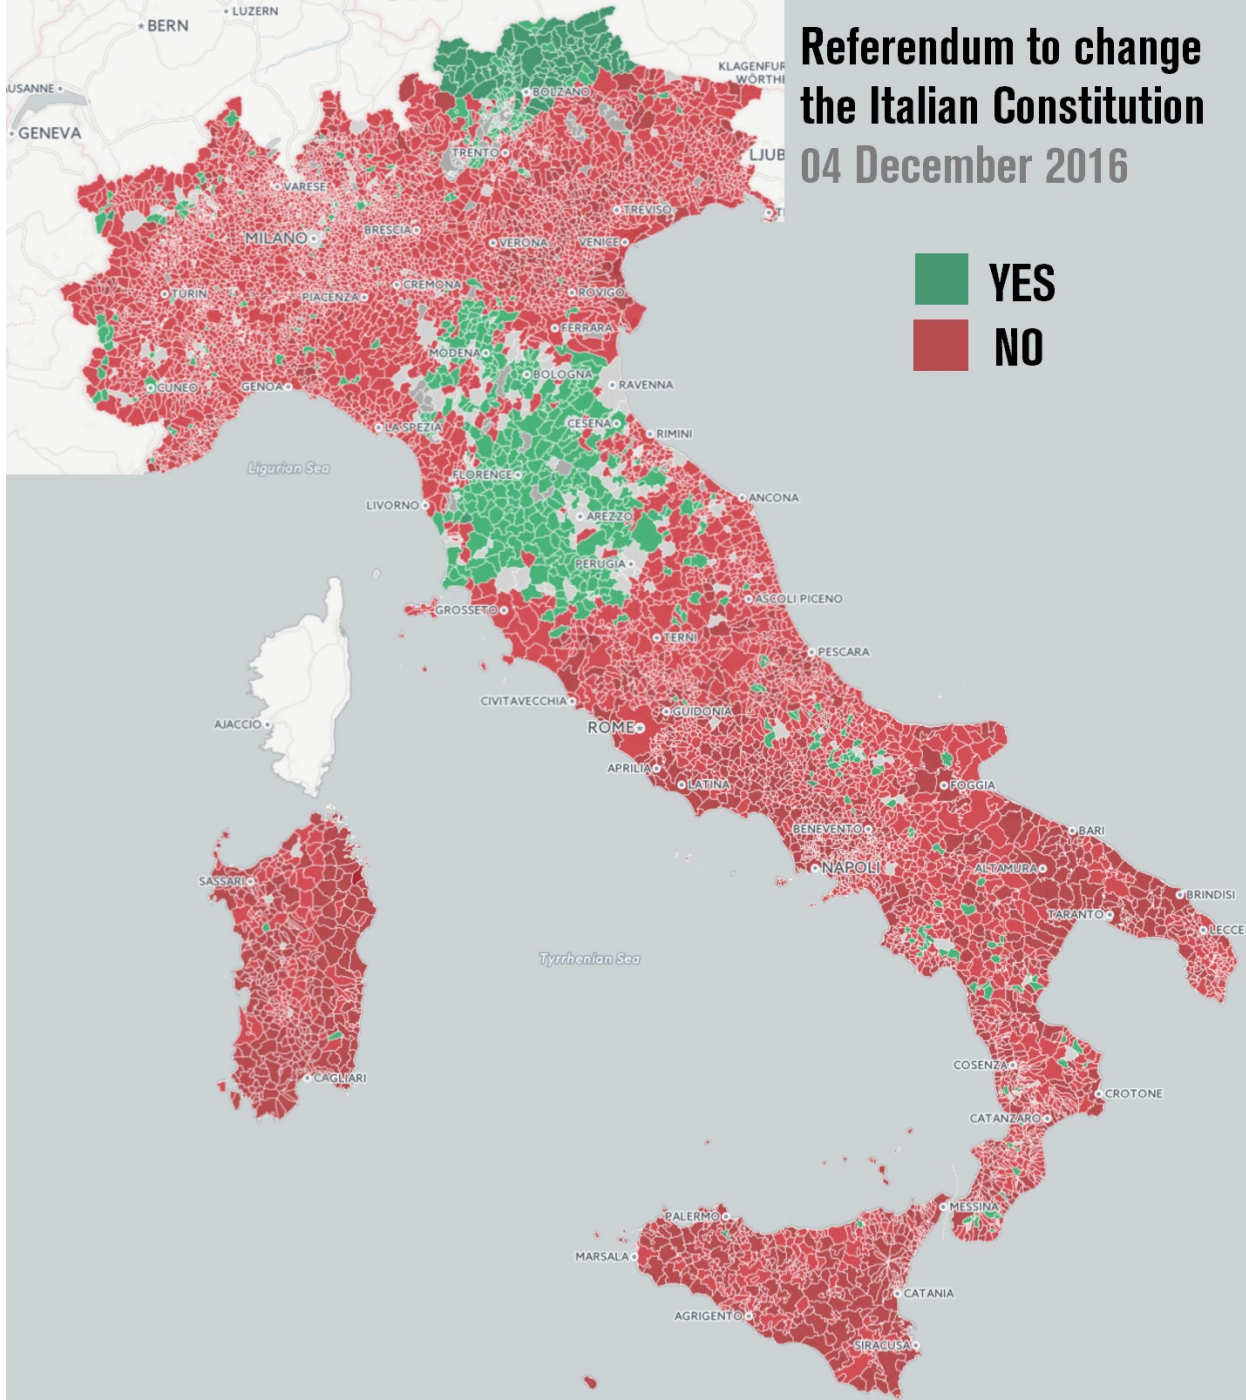 LUZERN
BERN
Referendum to change
the Italian Constitution
04 December 2016
KLAGENFUR
WÖRTHE
AUSANNE
BOLZANO
GENEVA
TRENTO
LJUB
VARESE
TREVISO
MILANO
BRESCIA
VERONA
VENICE
YES
CREMONA
TURIN
PIACENZA
ROVIGO
FERRARA
NO
MODENA
BOLOGNA
CUNEO
GENOA
RAVENNA
LA SPEZIA
CESENA
RIMINI
Ligurian Sea
FLORENCE
LIVORNO
ANCONA
AREZZO
PERUGIA
ASCOLI PICENO
GROSSETO
TERNI
PESCARA
CIVITAVECCHIA
GUIDONIA
AJACCIO
ROME
APRILIA
LATINA
FOGGIA
BENEVENTO
BARI
NAPOLI
ALTAMURA
SASSARI
BRINDISI
TARANTO
LECCE
Tyrrhenian Sea
COSENZA
CAGLIARI
CROTONE
CATANZARO
MESSINA
PALERMO
MARSALA
CATANIA
AGRIGENTO
SIRACUSA